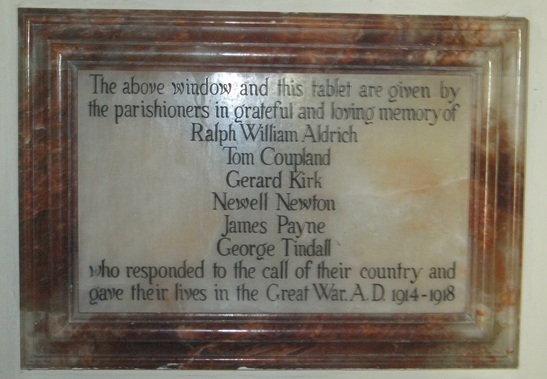 The above window and this tablet are given by
the parishioners in grateful and loving memory of
Ralph William Aldrich
Tom Coupland
Gerard Kirk
Newell Newton
James Payne
George Tindall
who responded to the call of their country and
gave their lives in the Great War. A.D. 1914-1918